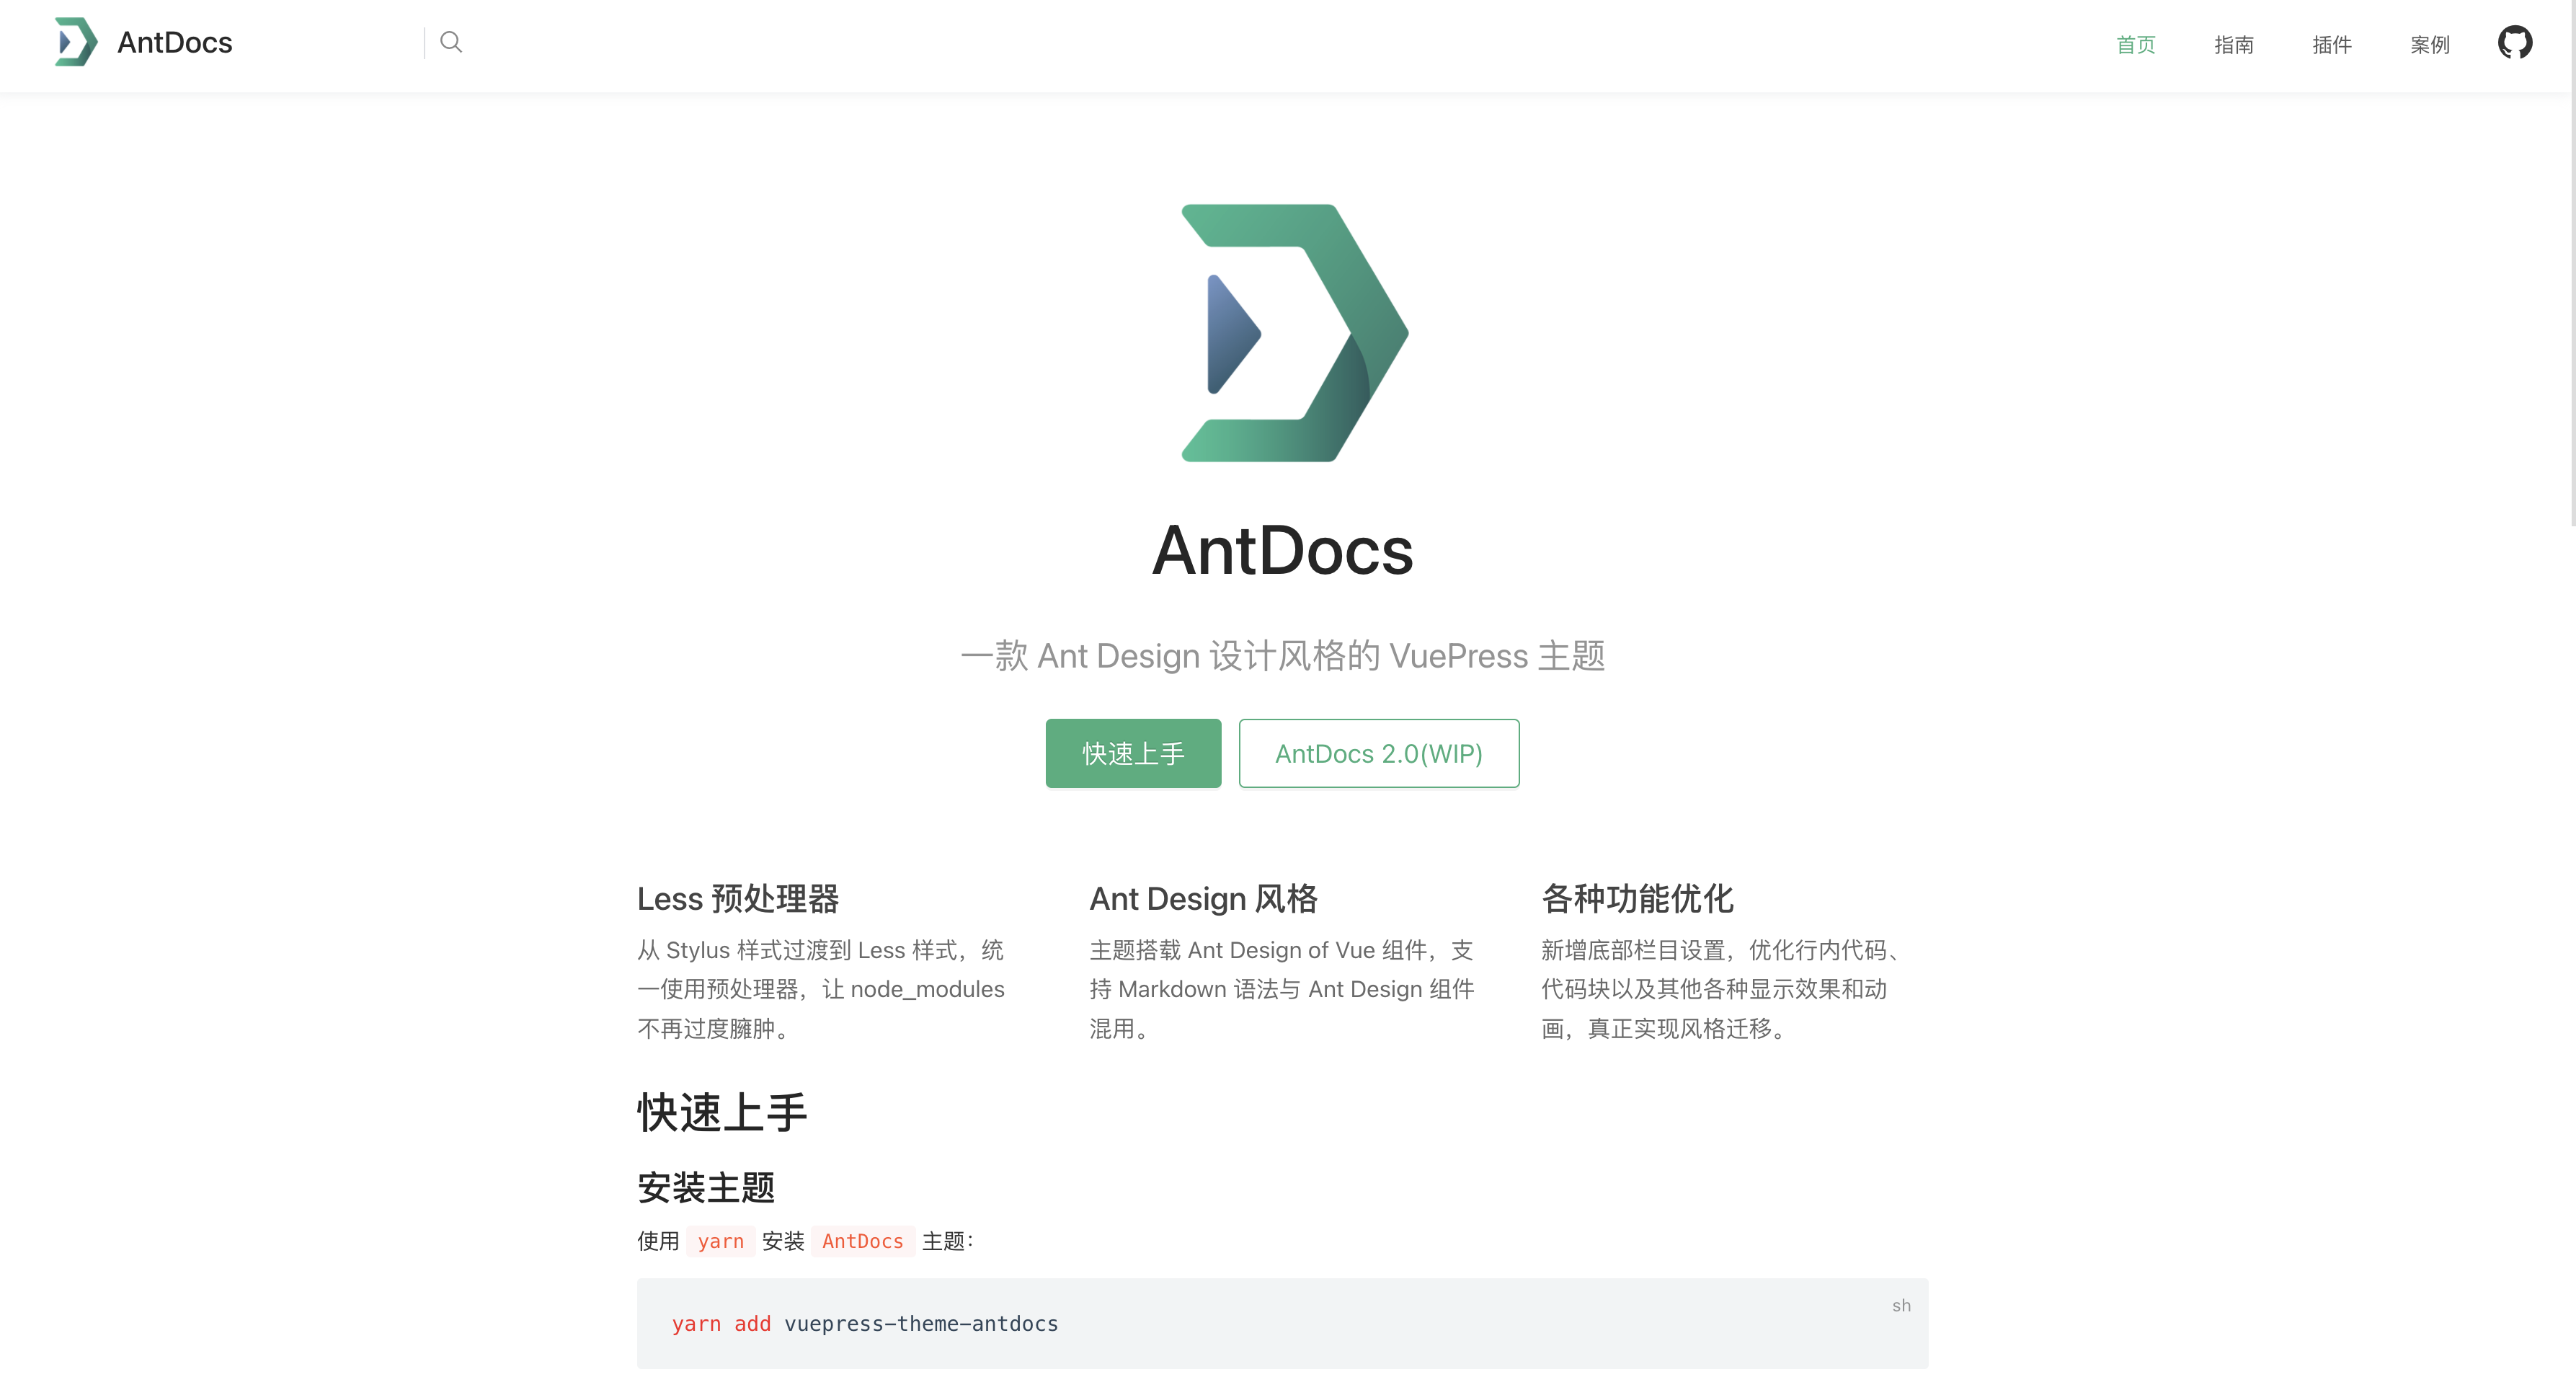 AntDocs
首页
指南
插件
案例
AntDocs
一款 Ant Design 设计风格的 VuePress 主题
快速上手
AntDocs 2.0(WIP)
Less 预处理器
从 Stylus 样式过渡到 Less 样式，统
一使用预处理器，让 node_modules
不再过度臃肿。
Ant Design 风格
主题搭载 Ant Design of Vue 组件，支
持 Markdown 语法与 Ant Design 组件
混用。
各种功能优化
新增底部栏目设置，优化行内代码、
代码块以及其他各种显示效果和动
画，真正实现风格迁移。
快速上手
安装主题
使用 yarn 安装 AntDocs 主题：
sh
yarn add vuepress-theme-antdocs